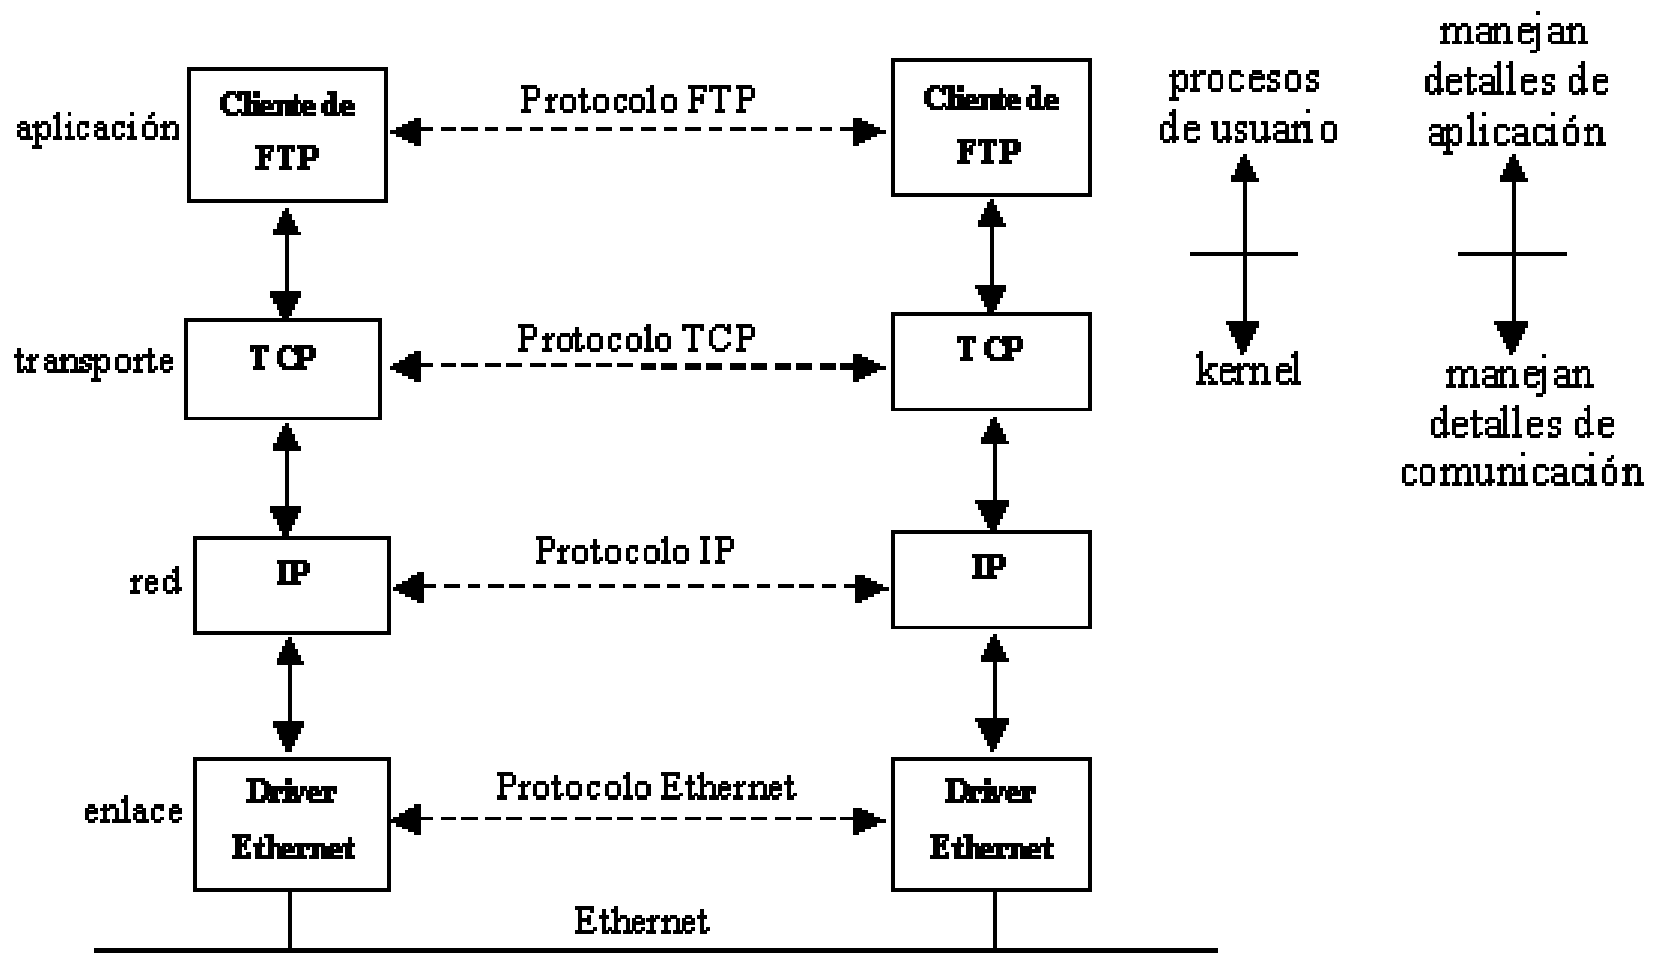 aplicación
Cliente de
FTP
Protocolo FTP
Cliente de
FTP
procesos
de usuario
manejan
detalles de
aplicación
transporte
TCP
Protocolo TCP
TCP
kernel
manejan
detalles de
comunicación
red
IP
Protocolo IP
IP
enlace
Driver
Ethernet
Protocolo Ethernet
Driver
Ethernet
Ethernet